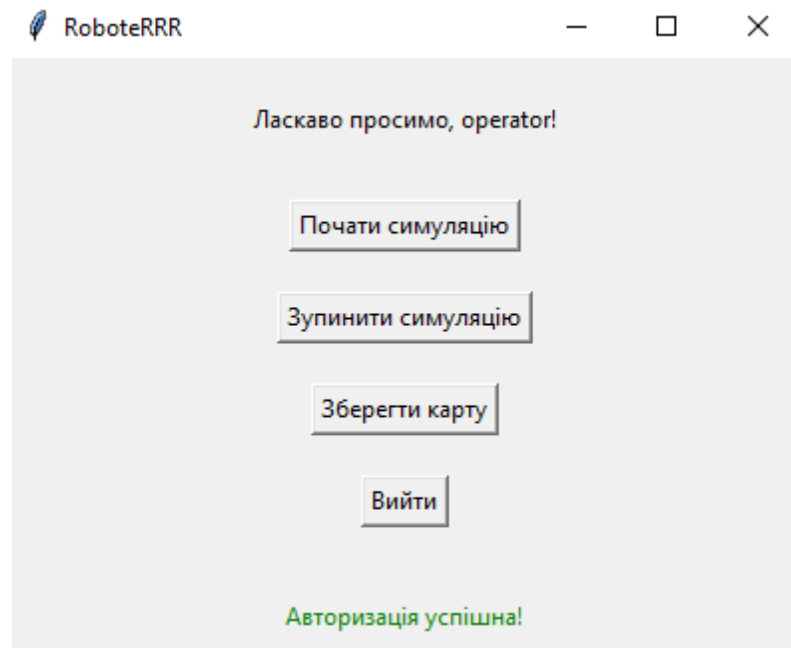 RoboteRRR
Ласкаво просимо, operator!
Почати симуляцію
Зупинити симуляцію
Зберегти карту
Вийти
Авторизація успішна!